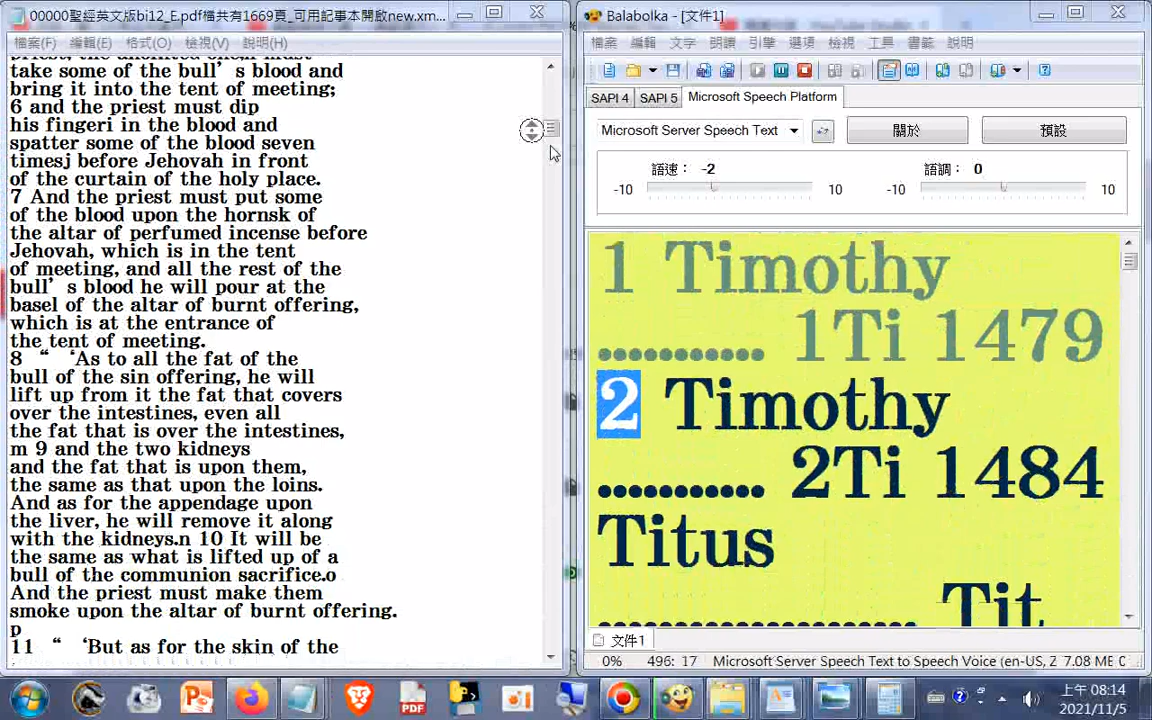 00000聖經英文版bi12_E.pdf檔共有1669頁_可用記事本開啟new.xm...
檔案(F) 編輯(E) 格式(O) 檢視(V) 說明(H)
take some of the bull's blood and
bring it into the tent of meeting;
6 and the priest must dip
his fingeri in the blood and
spatter some of the blood seven
timesj before Jehovah in front
of the curtain of the holy place.
7 And the priest must put some
of the blood upon the hornsk of
the altar of perfumed incense before
Jehovah, which is in the tent
of meeting, and all the rest of the
bull's blood he will pour at the
basel of the altar of burnt offering,
which is at the entrance of
the tent of meeting.
8 “ ‘As to all the fat of the
bull of the sin offering, he will
lift up from it the fat that covers
over the intestines, even all
the fat that is over the intestines,
m 9 and the two kidneys
and the fat that is upon them,
the same as that upon the loins.
And as for the appendage upon
the liver, he will remove it along
with the kidneys.n 10 It will be
the same as what is lifted up of a
bull of the communion sacrifice.o
And the priest must make them
smoke upon the altar of burnt offering.
p
11 “ ‘But as for the skin of the
Balabolka - [文件1]
檔案 編輯 文字 朗讀 引擎 選項 檢視 工具 書籤 說明
SAPI 4 SAPI 5 Microsoft Speech Platform
Microsoft Server Speech Text 關於 預設
語速: -2 語調: 0
-10 10 -10 10
1 Timothy
........... 1Ti 1479
2 Timothy
........... 2Ti 1484
Titus
..................... Tit
文件1
0% 496: 17 Microsoft Server Speech Text to Speech Voice (en-US, Z 7.08 ME C
上午 08:14
2021/11/5